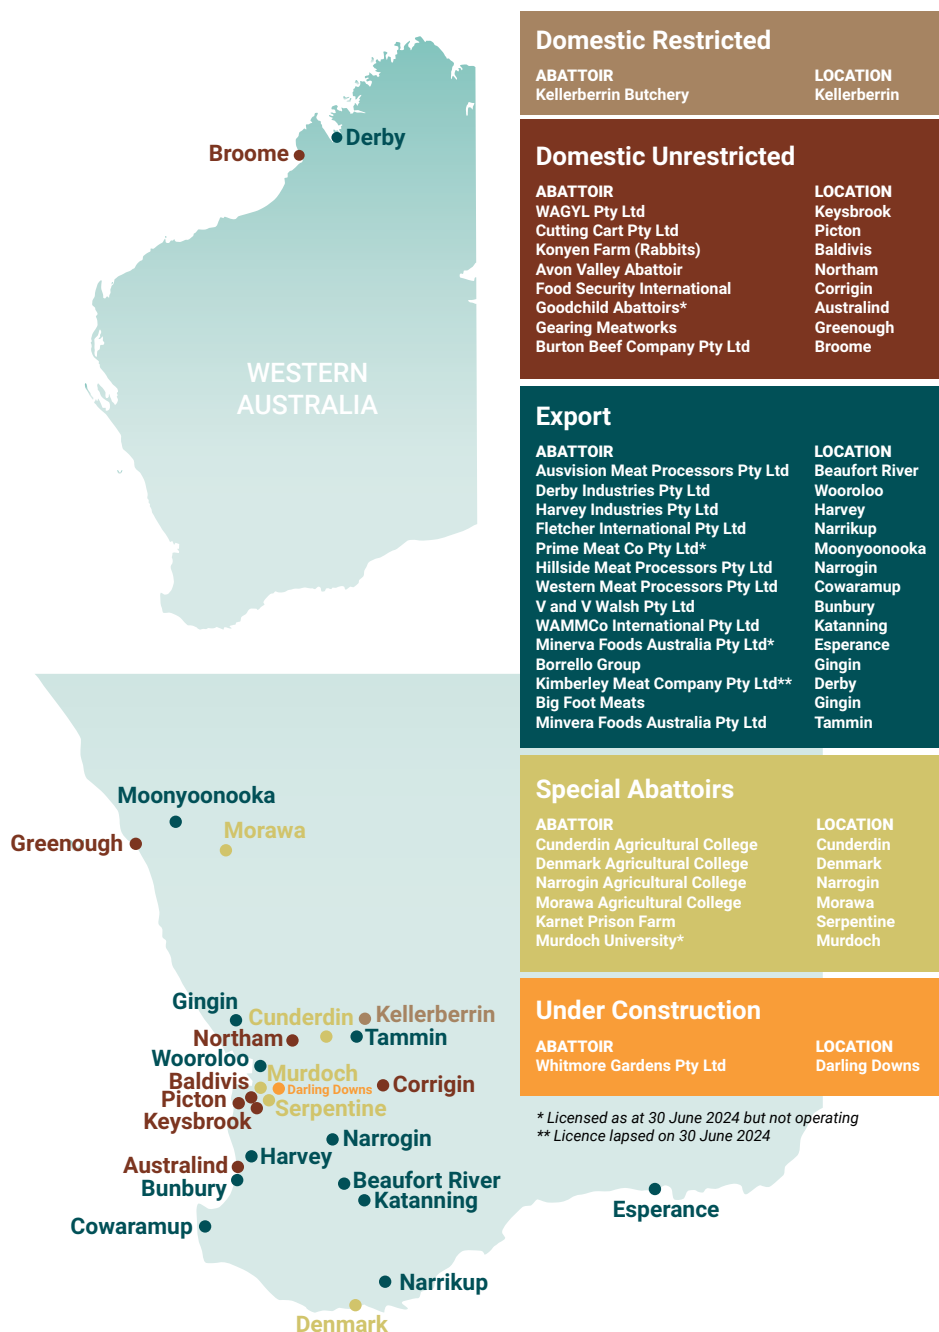 Domestic Restricted
ABATTOIR LOCATION
Kellerberrin Butchery Kellerberrin
Domestic Unrestricted
ABATTOIR LOCATION
WAGYL Pty Ltd Keysbrook
Cutting Cart Pty Ltd Picton
Konyen Farm (Rabbits) Baldivis
Avon Valley Abattoir Northam
Food Security International Corrigin
Goodchild Abattoirs* Australind
Gearing Meatworks Greenough
Burton Beef Company Pty Ltd Broome
Export
ABATTOIR LOCATION
Ausvision Meat Processors Pty Ltd Beaufort River
Derby Industries Pty Ltd Wooroloo
Harvey Industries Pty Ltd Harvey
Fletcher International Pty Ltd Narrikup
Prime Meat Co Pty Ltd* Moonyoonooka
Hillside Meat Processors Pty Ltd Narrogin
Western Meat Processors Pty Ltd Cowaramup
V and V Walsh Pty Ltd Bunbury
WAMMCo International Pty Ltd Katanning
Minerva Foods Australia Pty Ltd* Esperance
Borrello Group Gingin
Kimberley Meat Company Pty Ltd** Derby
Big Foot Meats Gingin
Minvera Foods Australia Pty Ltd Tammin
Special Abattoirs
ABATTOIR LOCATION
Cunderdin Agricultural College Cunderdin
Denmark Agricultural College Denmark
Narrogin Agricultural College Narrogin
Morawa Agricultural College Morawa
Karnet Prison Farm Serpentine
Murdoch University* Murdoch
Under Construction
ABATTOIR LOCATION
Whitmore Gardens Pty Ltd Darling Downs
* Licensed as at 30 June 2024 but not operating
** Licence lapsed on 30 June 2024
Derby
Broome
WESTERN
AUSTRALIA
Moonyoonooka
Morawa
Greenough
Gingin
Cunderdin
Kellerberrin
Northam
Tammin
Wooroloo
Murdoch
Baldivis
Darling Downs
Corrigin
Picton
Serpentine
Keysbrook
Narrogin
Harvey
Australind
Bunbury
Beaufort River
Katanning
Esperance
Cowaramup
Narrikup
Denmark